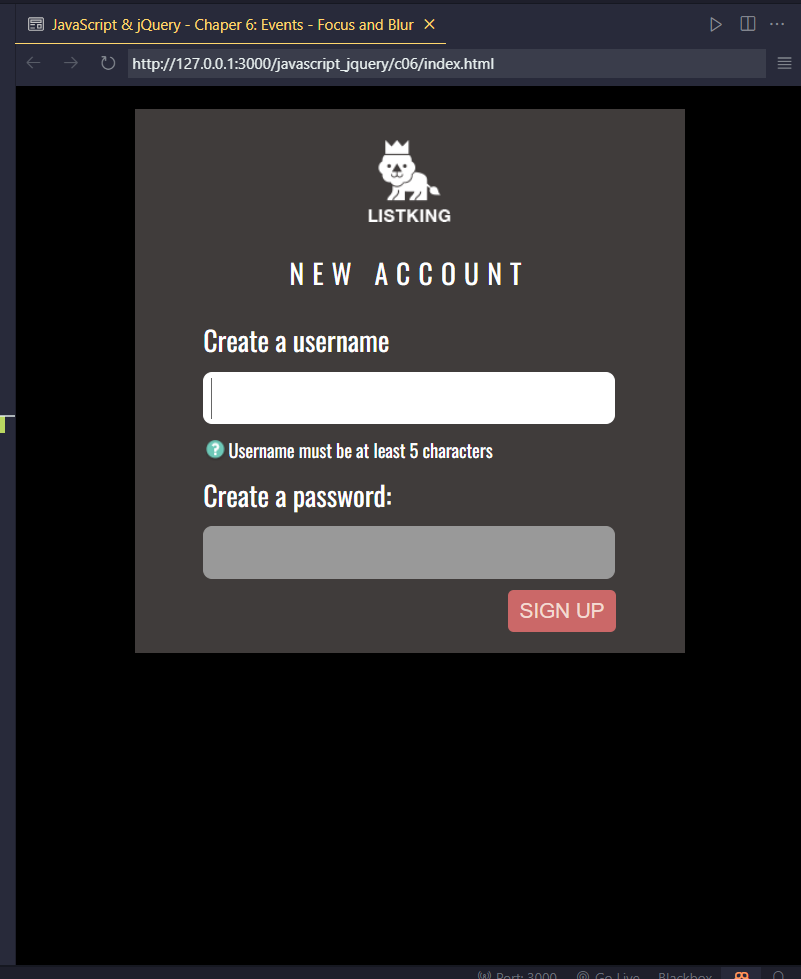 JavaScript & jQuery - Chaper 6: Events - Focus and Blur
http://127.0.0.1:3000/javascript_jquery/c06/index.html
LISTKING
NEW ACCOUNT
Create a username
? Username must be at least 5 characters
Create a password:
SIGN UP
Port: 3000 Go Live Blackbox